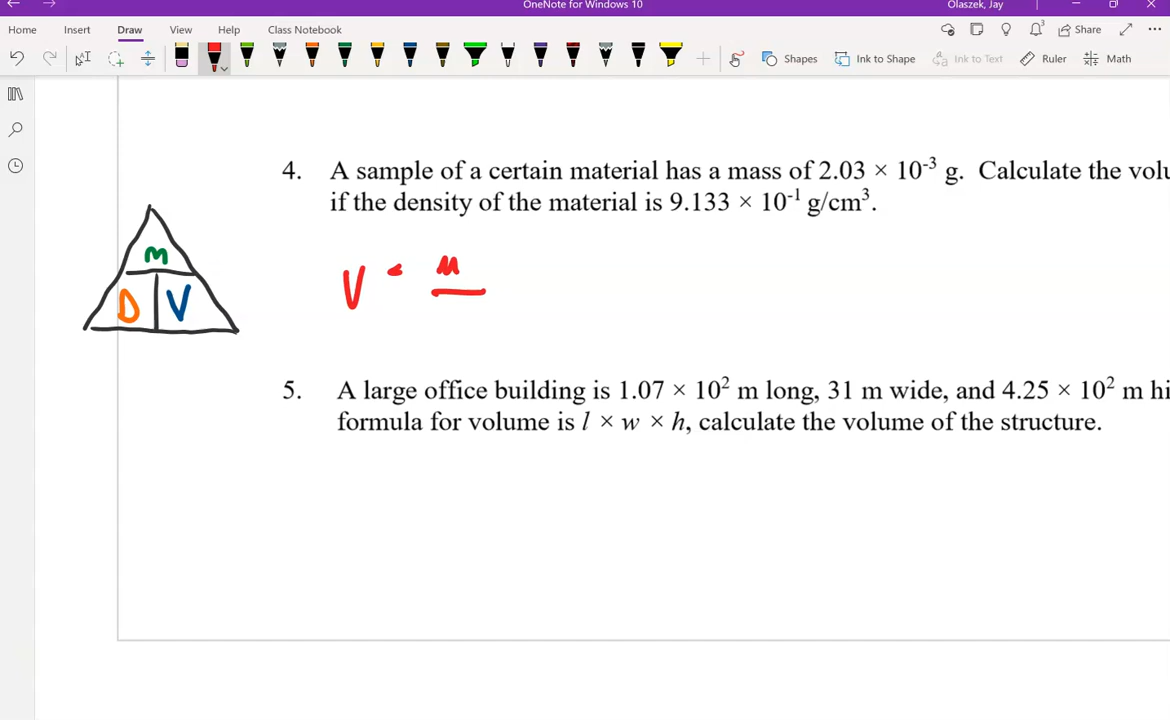 OneNote for Windows 10
Olaszek, Jay
Home Insert Draw View Help Class Notebook
3
Share
Shapes Ink to Shape Ink to Text Ruler Math
4. A sample of a certain material has a mass of 2.03 × 10⁻³ g. Calculate the volu
if the density of the material is 9.133 × 10⁻¹ g/cm³.
M
D V
V
m
5. A large office building is 1.07 × 10² m long, 31 m wide, and 4.25 × 10² m hi
formula for volume is l × w × h, calculate the volume of the structure.